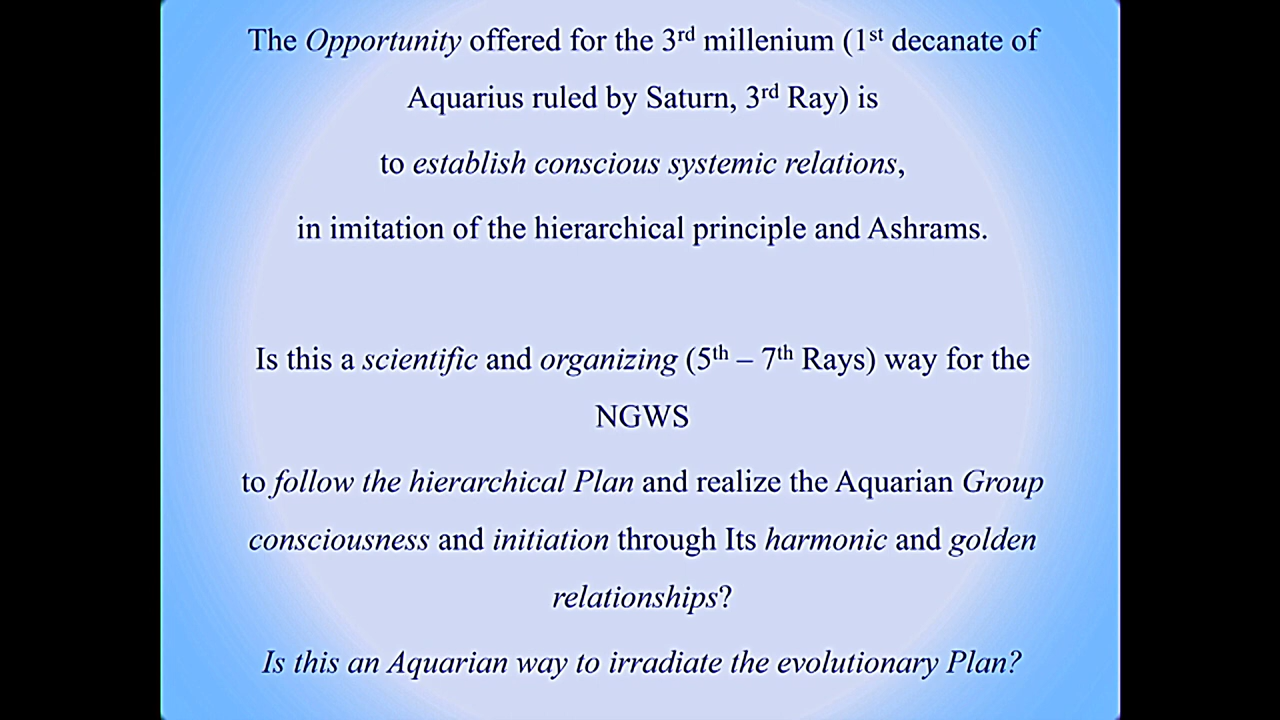 The Opportunity offered for the 3rd millenium (1st decanate of
Aquarius ruled by Saturn, 3rd Ray) is
to establish conscious systemic relations,
in imitation of the hierarchical principle and Ashrams.
Is this a scientific and organizing (5th – 7th Rays) way for the
NGWS
to follow the hierarchical Plan and realize the Aquarian Group
consciousness and initiation through Its harmonic and golden
relationships?
Is this an Aquarian way to irradiate the evolutionary Plan?